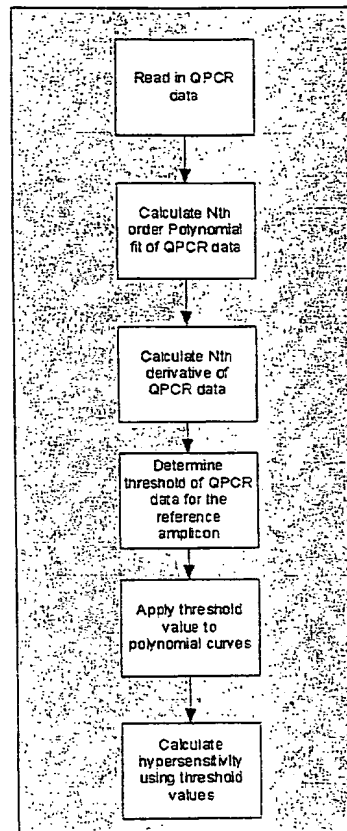 Read in QPCR
data
Calculate Nth
order Polynomial
fit of QPCR data
Calculate Nth
derivative of
QPCR data
Determine
threshold of QPCR
data for the
reference
amplicon
Apply threshold
value to
polynomial curves
Calculate
hypersensitivity
using threshold
values